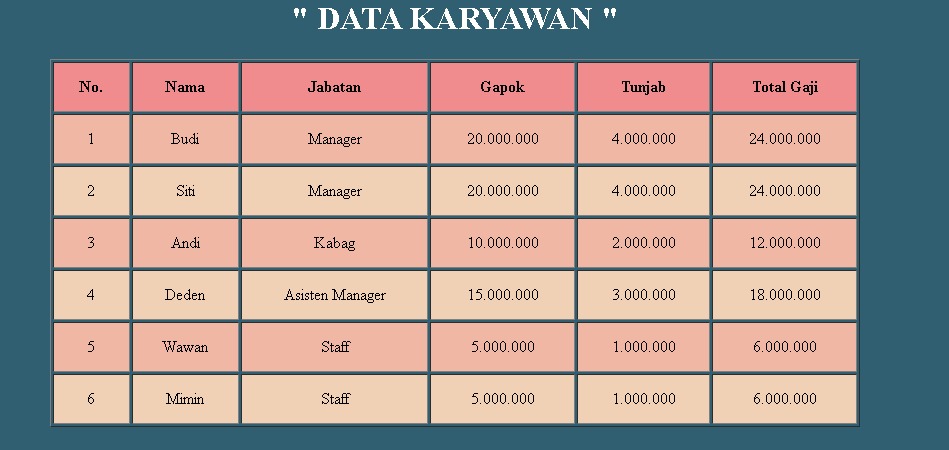 " DATA KARYAWAN "
No. Nama Jabatan Gapok Tunjab Total Gaji
1 Budi Manager 20.000.000 4.000.000 24.000.000
2 Siti Manager 20.000.000 4.000.000 24.000.000
3 Andi Kabag 10.000.000 2.000.000 12.000.000
4 Deden Asisten Manager 15.000.000 3.000.000 18.000.000
5 Wawan Staff 5.000.000 1.000.000 6.000.000
6 Mimin Staff 5.000.000 1.000.000 6.000.000